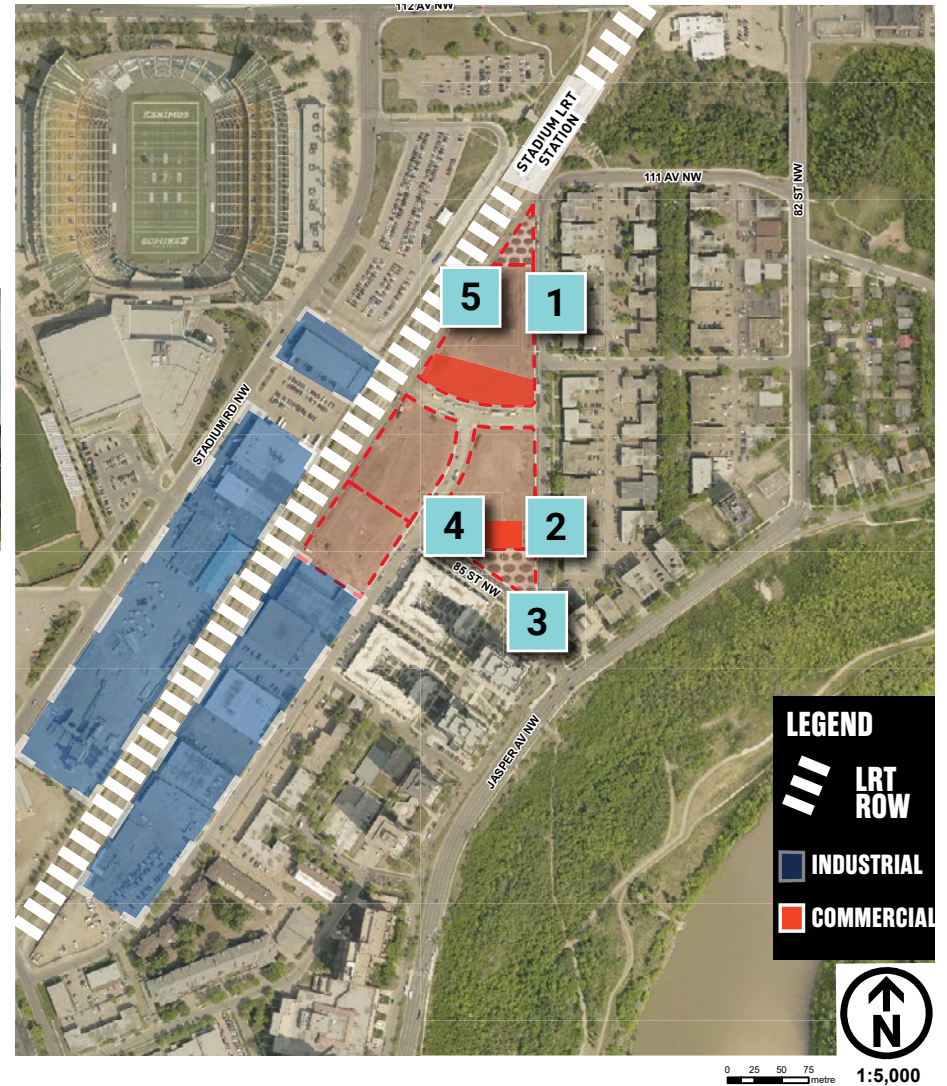 112 AV NW
ESKIMOS
STADIUM LRT
STATION
111 AV NW
82 ST NW
5
1
STADIUM RD NW
4
2
85 ST NW
3
ESKIMOS
JASPER AV NW
LEGEND
LRT
ROW
INDUSTRIAL
COMMERCIAL
N
0 25 50 75
metre
1:5,000